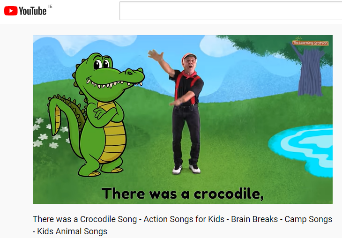 YouTube
There was a crocodile,
There was a Crocodile Song - Action Songs for Kids - Brain Breaks - Camp Songs
- Kids Animal Songs